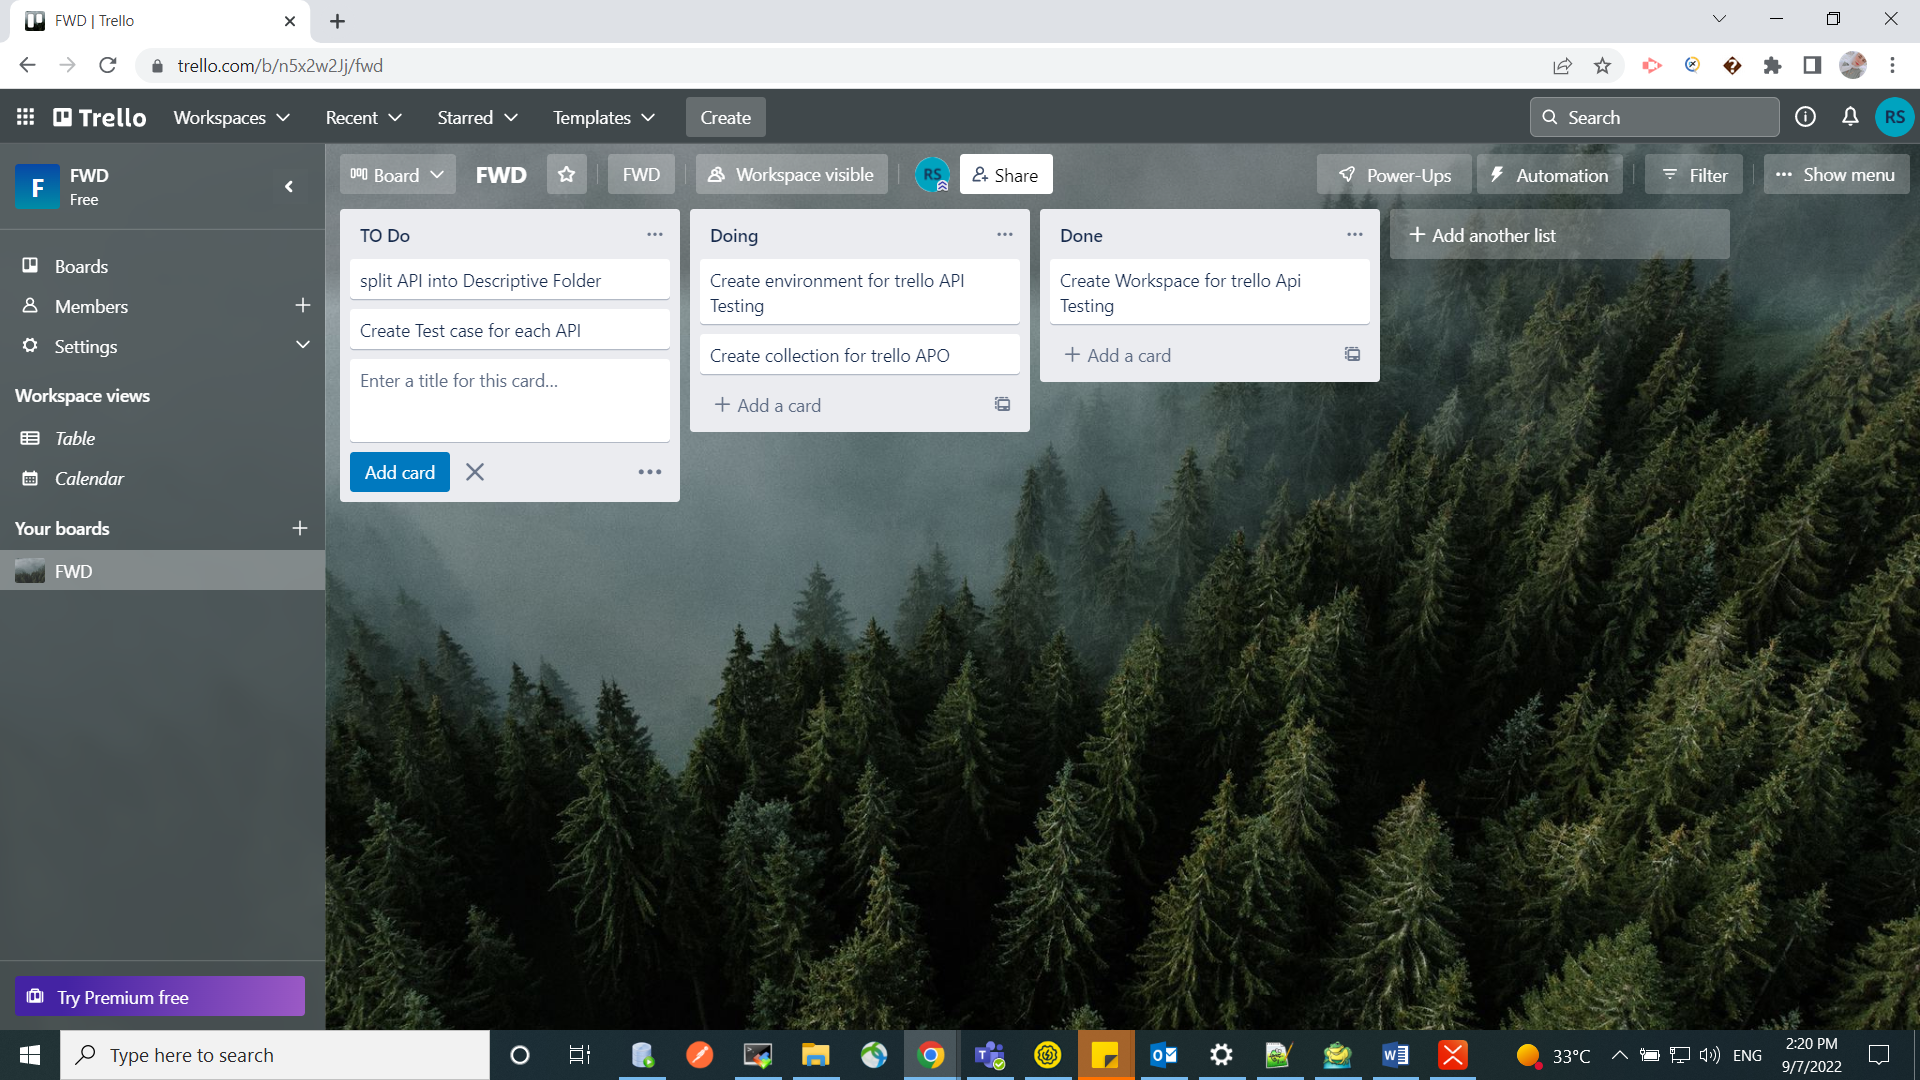 FWD | Trello
trello.com/b/n5x2w2Jj/fwd
Trello
Workspaces
Recent
Starred
Templates
Create
Search
RS
F
FWD
Free
Board
FWD
FWD
Workspace visible
RS
Share
Power-Ups
Automation
Filter
Show menu
Boards
Members
Settings
Workspace views
Table
Calendar
Your boards
FWD
Try Premium free
TO Do
split API into Descriptive Folder
Create Test case for each API
Enter a title for this card...
Add card
Doing
Create environment for trello API
Testing
Create collection for trello APO
Add a card
Done
Create Workspace for trello Api
Testing
Add a card
Add another list
Type here to search
33°C
ENG
2:20 PM
9/7/2022